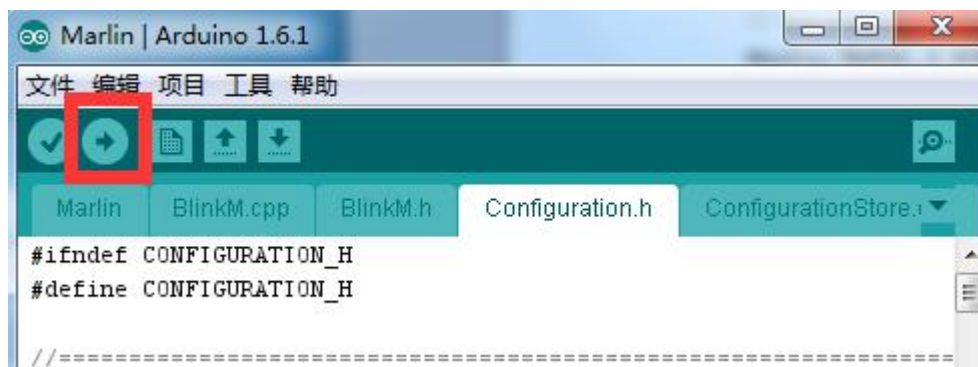 Marlin | Arduino 1.6.1
文件 编辑 项目 工具 帮助
Marlin BlinkM.cpp BlinkM.h Configuration.h ConfigurationStore.
#ifndef CONFIGURATION_H
#define CONFIGURATION_H
//====================================================